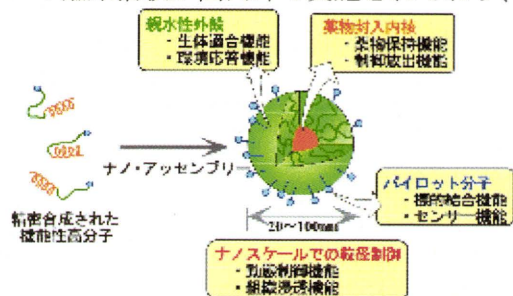 親水性外殻
・生体適合機能
・環境応答機能
薬物封入内核
・薬物保持機能
・制御放出機能
ナノ・アッセンブリー
精密合成された
機能性高分子
パイロット分子
・標的結合機能
・センサー機能
20～100nm
ナノスケールでの粒径制御
・動態制御機能
・組織浸透機能